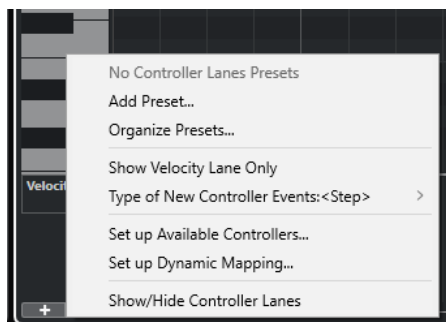 No Controller Lanes Presets
Add Preset...
Organize Presets...
Show Velocity Lane Only
Velocit
Type of New Controller Events:<Step>
Set up Available Controllers...
Set up Dynamic Mapping...
Show/Hide Controller Lanes